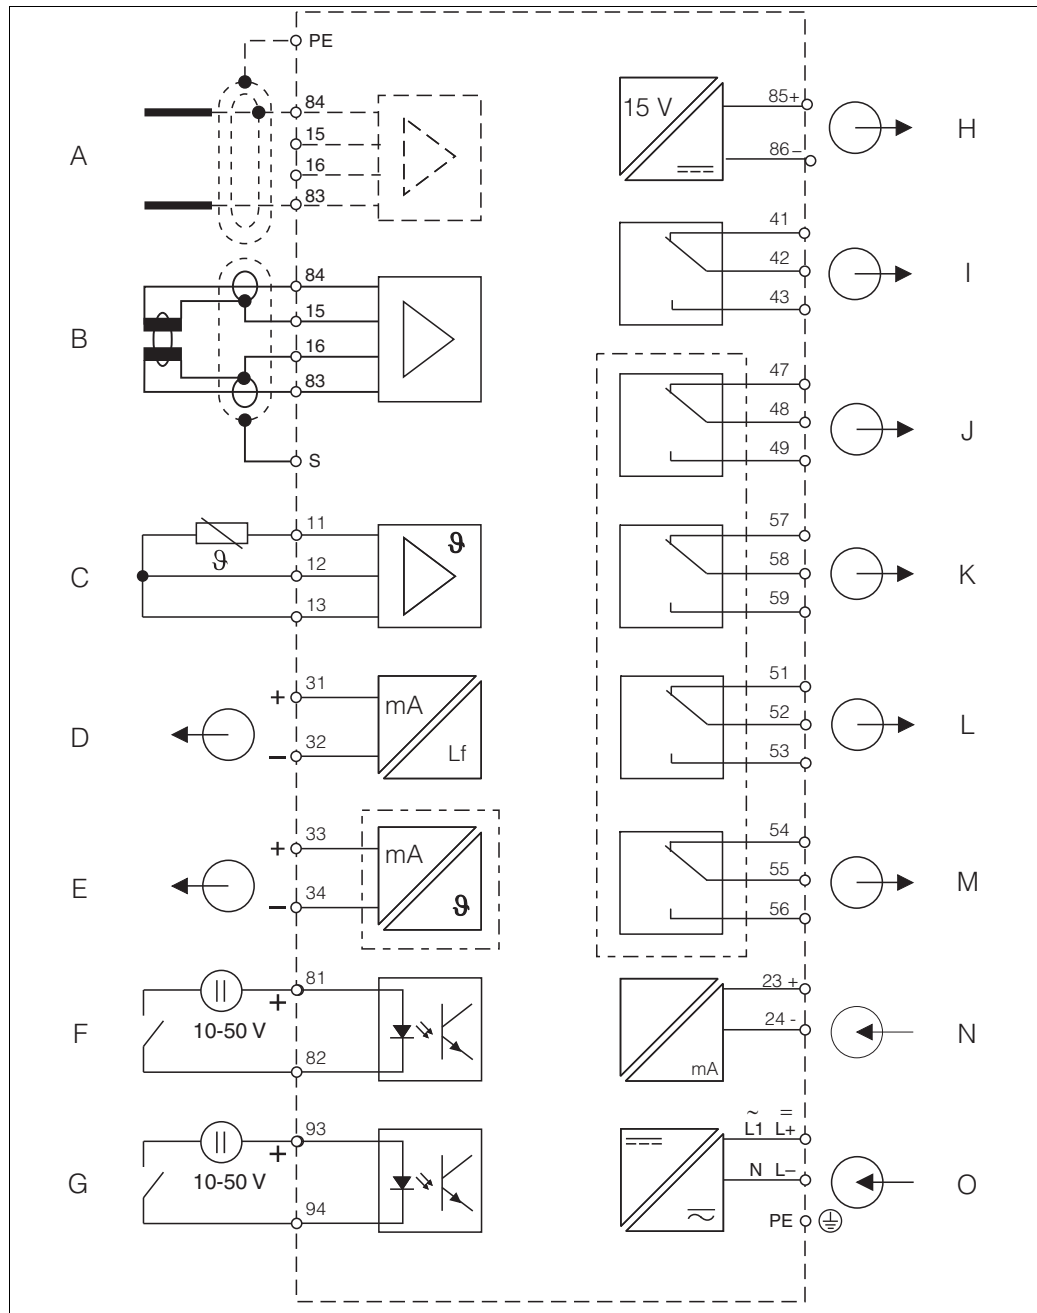 PE
84
15
16
83
A
84
15
16
83
S
B
11
12
13
ϑ
ϑ
C
+ 31
− 32
mA
Lf
D
+ 33
− 34
mA
ϑ
E
81
+
10-50 V
82
F
93
+
10-50 V
94
G
15 V
85+
86−
H
41
42
43
I
47
48
49
J
57
58
59
K
51
52
53
L
54
55
56
M
23 +
24 -
mA
N
~ =
L1 L+
N L−
PE
O